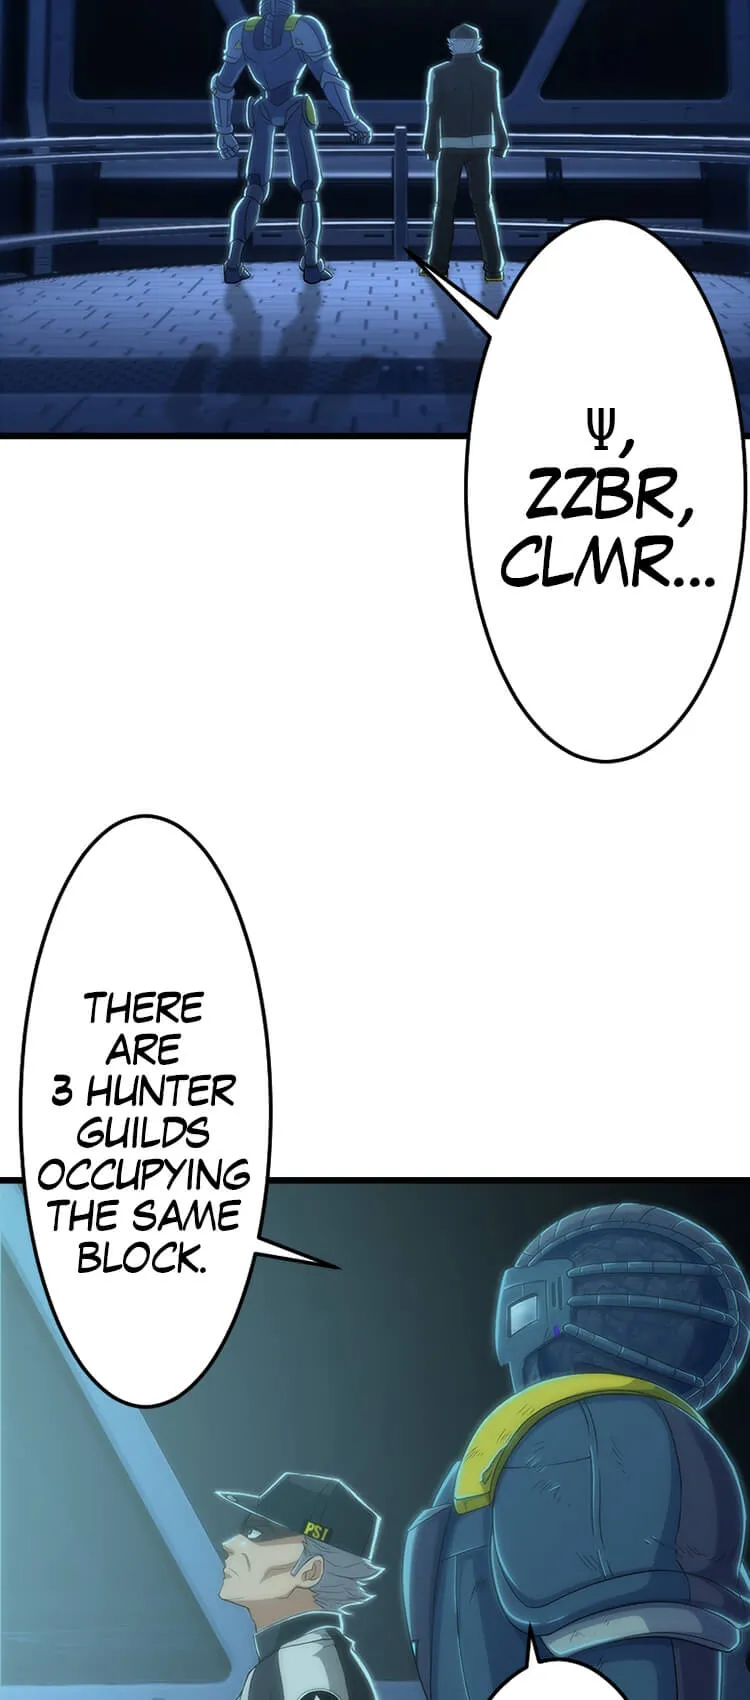 Ψ,
ZZBR,
CLMR...
THERE
ARE
3 HUNTER
GUILDS
OCCUPYING
THE SAME
BLOCK.
PSI